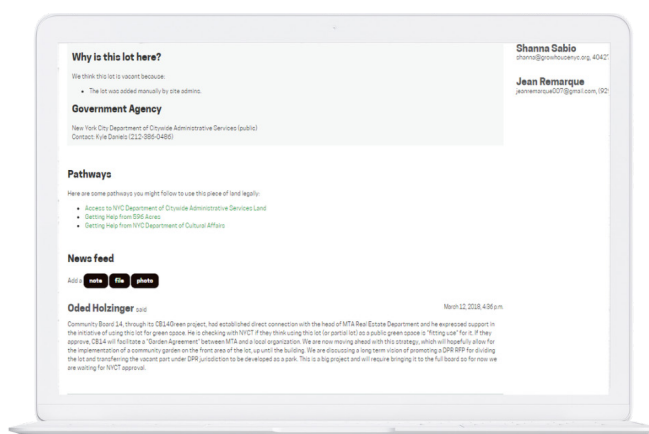 Why is this lot here?
We think this lot is vacant because:
The lot was added manually by site admins.
Government Agency
New York City Department of Citywide Administrative Services (public)
Contact: Kyle Daniels (212-386-0486)
Pathways
Here are some pathways you might follow to use this piece of land legally:
Access to NYC Department of Citywide Administrative Services Land
Getting Help from 596 Acres
Getting Help from NYC Department of Cultural Affairs
News feed
Add a note file photo
Oded Holzinger said March 12, 2018, 4:36 p.m.
Community Board 14, through its CB14Green project, had established direct connection with the head of MTA Real Estate Department and he expressed support in
the initiative of using this lot for green space. He is checking with NYCT if they think using this lot (or partial lot) as a public green space is "fitting use" for it. If they
approve, CB14 will facilitate a "Garden Agreement" between MTA and a local organization. We are now moving ahead with this strategy, which will hopefully allow for
the implementation of a community garden on the front area of the lot, up until the building. We are discussing a long term vision of promoting a DPR RFP for dividing
the lot and transferring the vacant part under DPR jurisdiction to be developed as a park. This is a big project and will require bringing it to the full board so for now we
are waiting for NYCT approval.
Shanna Sabio
shanna@growhousenyc.org, 4042
Jean Remarque
jeanremarque007@gmail.com, (92